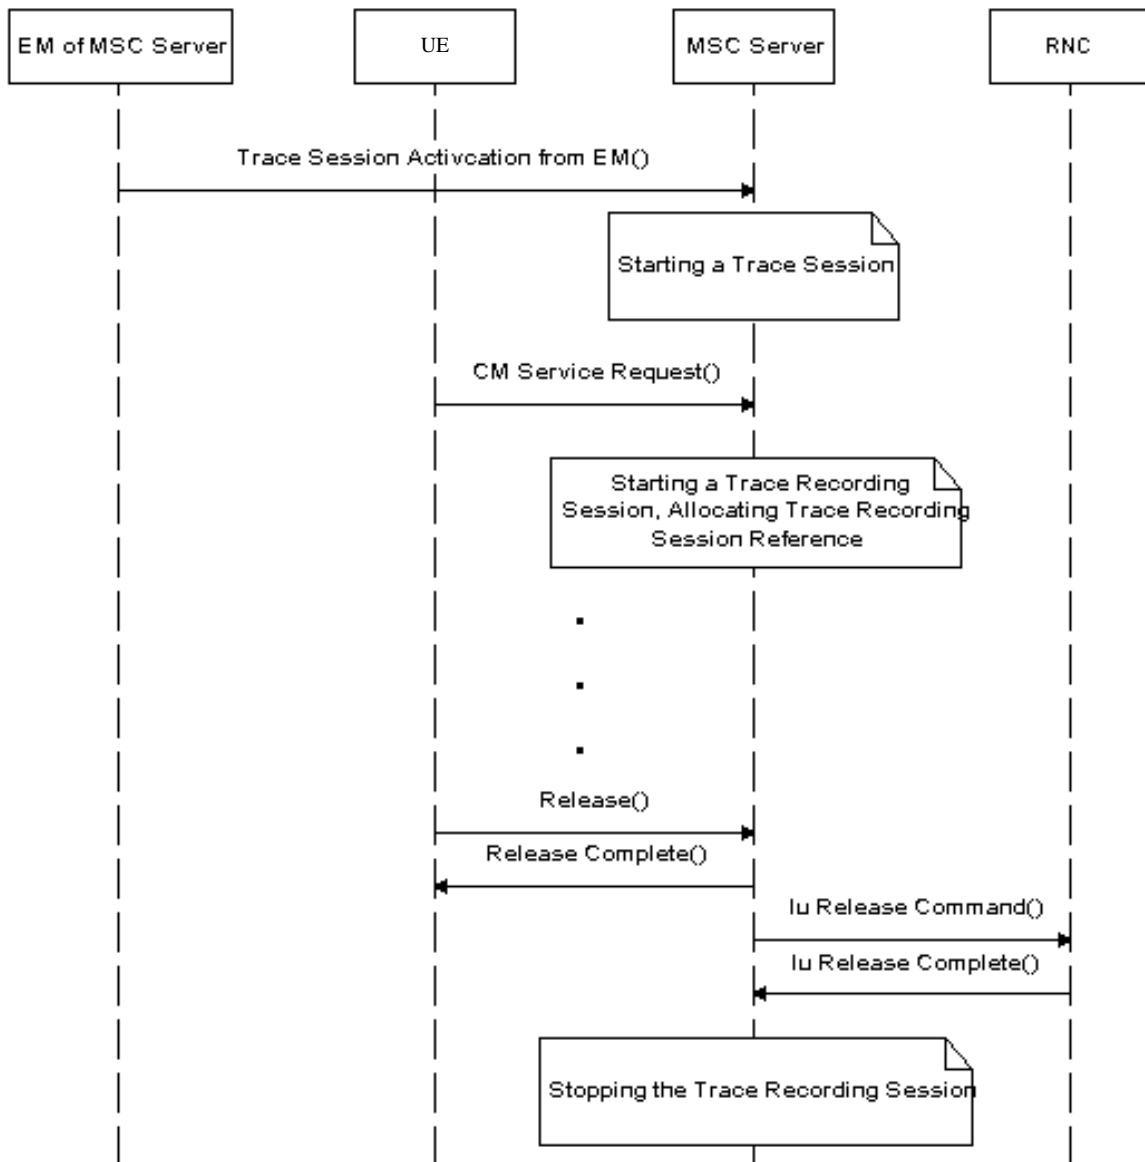 EM of MSC Server
UE
MSC Server
RNC
Trace Session Activcation from EM()
Starting a Trace Session
CM Service Request()
Starting a Trace Recording
Session, Allocating Trace Recording
Session Reference
Release()
Release Complete()
Iu Release Command()
Iu Release Complete()
Stopping the Trace Recording Session